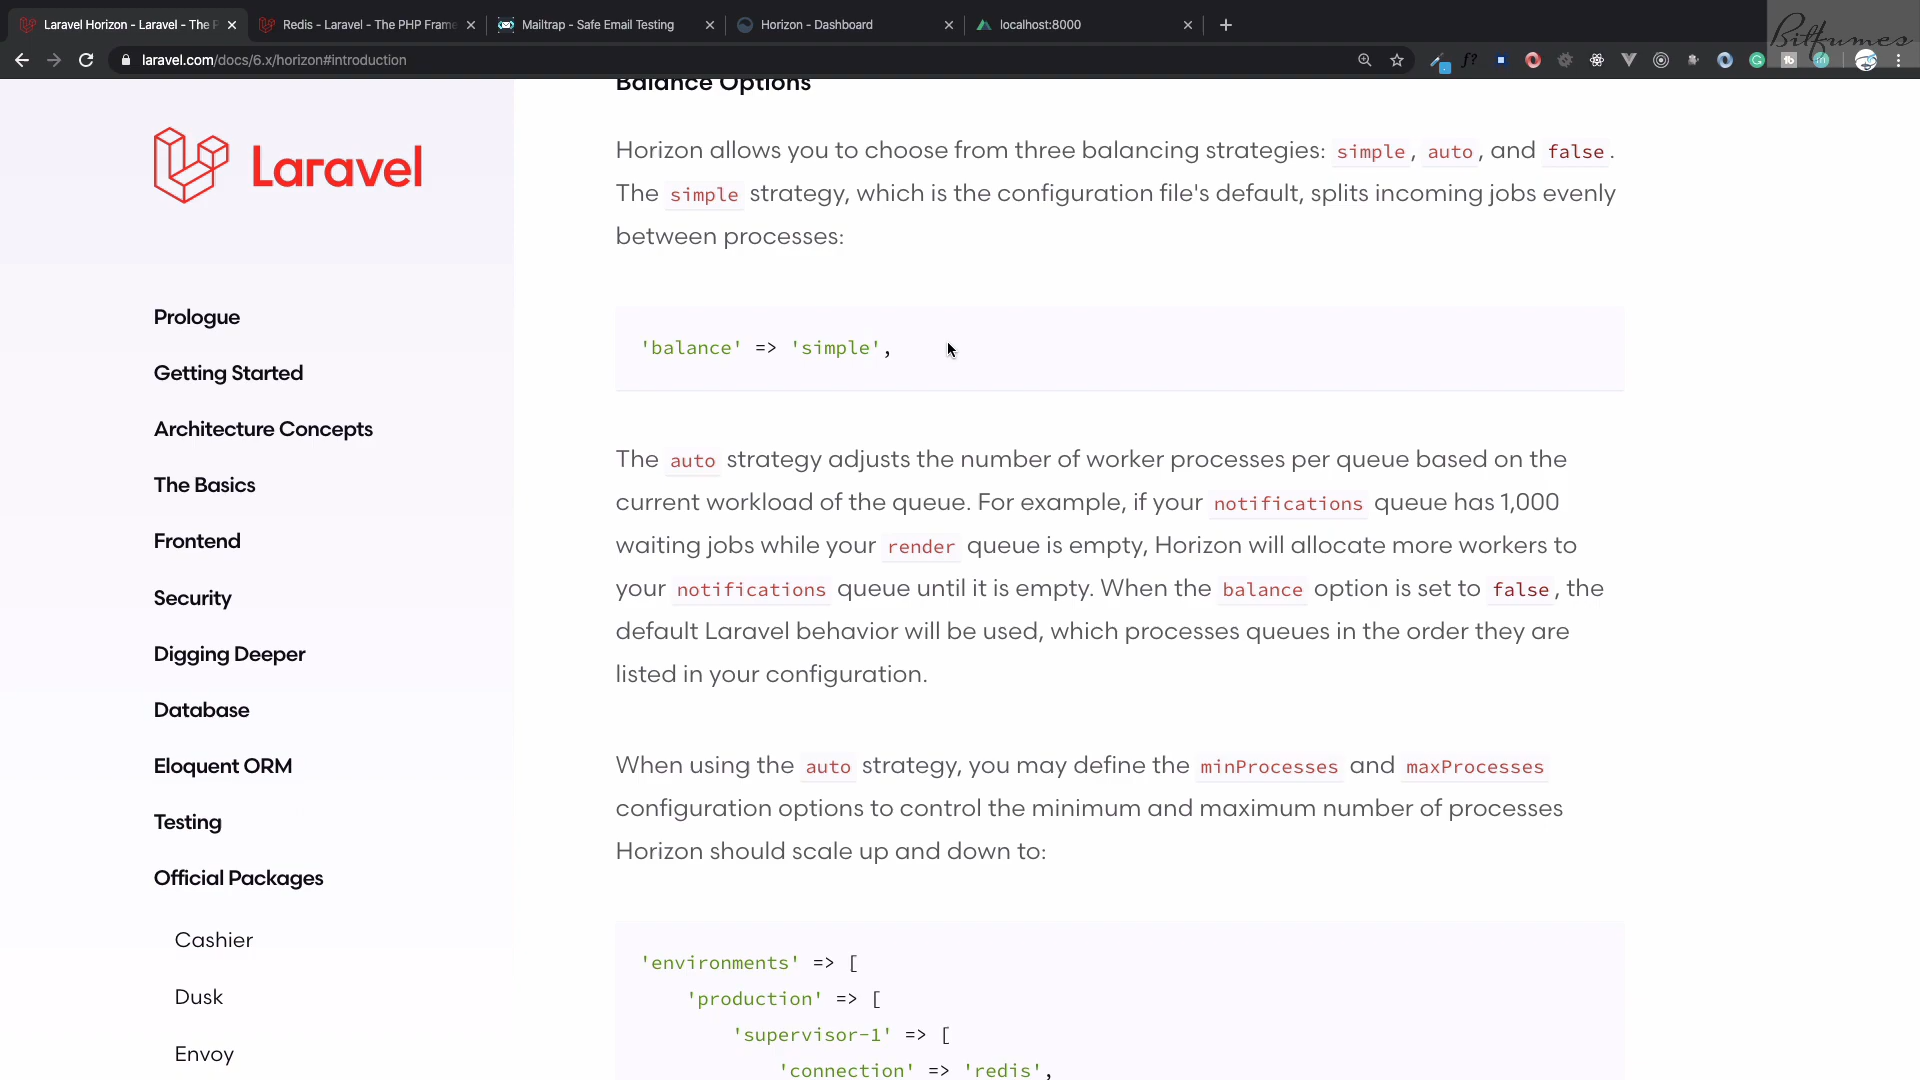 Laravel Horizon - Laravel - The P
Redis - Laravel - The PHP Frame
Mailtrap - Safe Email Testing
Horizon - Dashboard
localhost:8000
Bitfumes
laravel.com/docs/6.x/horizon#introduction
Laravel
Prologue
Getting Started
Architecture Concepts
The Basics
Frontend
Security
Digging Deeper
Database
Eloquent ORM
Testing
Official Packages
Cashier
Dusk
Envoy
Balance Options
Horizon allows you to choose from three balancing strategies: simple, auto, and false.
The simple strategy, which is the configuration file's default, splits incoming jobs evenly
between processes:
'balance' => 'simple',
The auto strategy adjusts the number of worker processes per queue based on the
current workload of the queue. For example, if your notifications queue has 1,000
waiting jobs while your render queue is empty, Horizon will allocate more workers to
your notifications queue until it is empty. When the balance option is set to false, the
default Laravel behavior will be used, which processes queues in the order they are
listed in your configuration.
When using the auto strategy, you may define the minProcesses and maxProcesses
configuration options to control the minimum and maximum number of processes
Horizon should scale up and down to:
'environments' => [
'production' => [
'supervisor-1' => [
'connection' => 'redis',